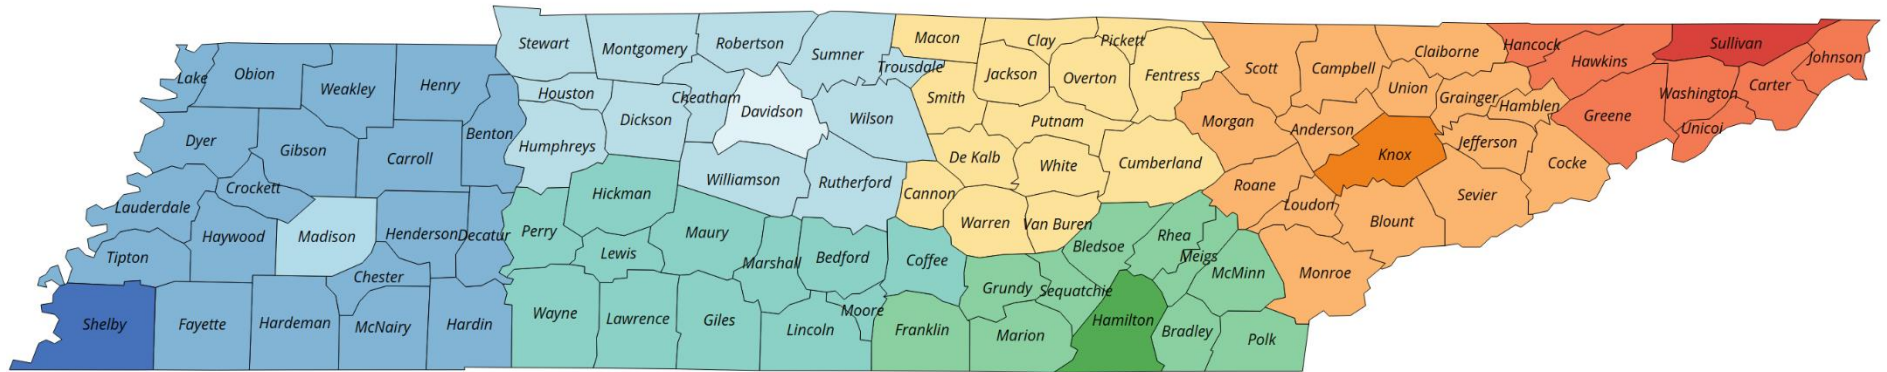 Stewart
Montgomery
Robertson
Sumner
Macon
Clay
Pickett
Trousdale
Jackson
Overton
Fentress
Scott
Campbell
Claiborne
Hancock
Hawkins
Sullivan
Johnson
Lake
Obion
Weakley
Henry
Houston
Cheatham
Davidson
Smith
Union
Grainger
Hamblen
Washington
Carter
Benton
Dickson
Wilson
Putnam
Morgan
Anderson
Greene
Unicoi
Dyer
Gibson
Carroll
Humphreys
De Kalb
White
Cumberland
Knox
Jefferson
Cocke
Crockett
Hickman
Williamson
Rutherford
Cannon
Roane
Loudon
Sevier
Lauderdale
Haywood
Madison
Henderson
Decatur
Perry
Lewis
Maury
Warren
Van Buren
Blount
Tipton
Chester
Marshall
Bedford
Coffee
Bledsoe
Rhea
Meigs
McMinn
Monroe
Grundy
Sequatchie
Shelby
Fayette
Hardeman
McNairy
Hardin
Wayne
Lawrence
Giles
Lincoln
Moore
Franklin
Marion
Hamilton
Bradley
Polk